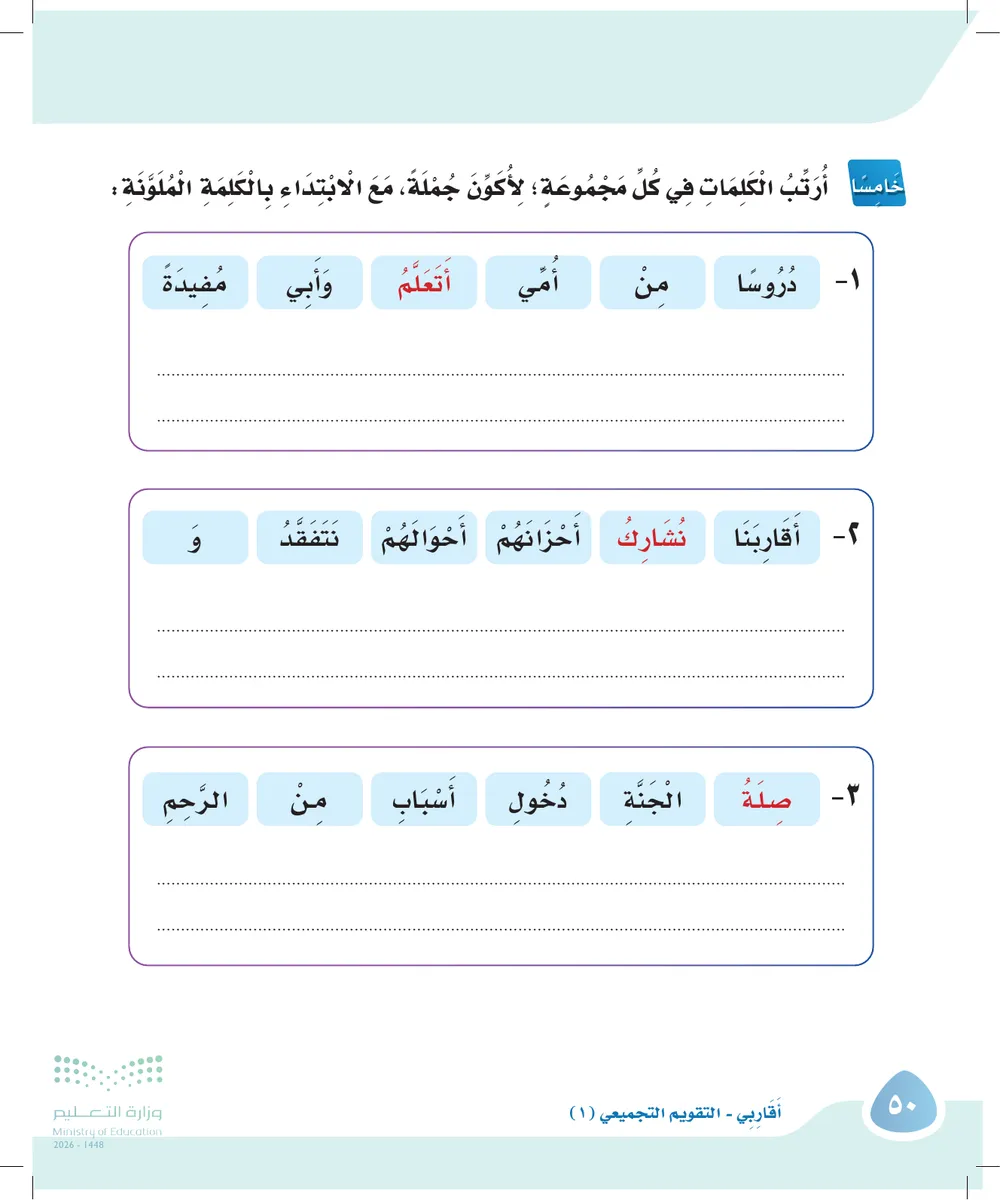 خَامِسًا أُرَتِّبُ الْكَلِمَاتِ فِي كُلِّ مَجْمُوعَةٍ؛ لِأُكَوِّنَ جُمْلَةً، مَعَ الْابْتِدَاءِ بِالْكَلِمَةِ الْمُلَوَّنَةِ:
١- دُرُوسًا مِنْ أُمِّي أَتَعَلَّمُ وَأَبِي مُفِيدَةً
٢- أَقَارِبَنَا نُشَارِكُ أَحْزَانَهُمْ أَحْوَالَهُمْ نَتَفَقَّدُ وَ
٣- صِلَةُ الْجَنَّةِ دُخُولِ أَسْبَابِ مِنْ الرَّحِمِ
٥٠
أَقَارِبِي - التقويم التجميعي (١)
وزارة التعليم
Ministry of Education
2026 - 1448